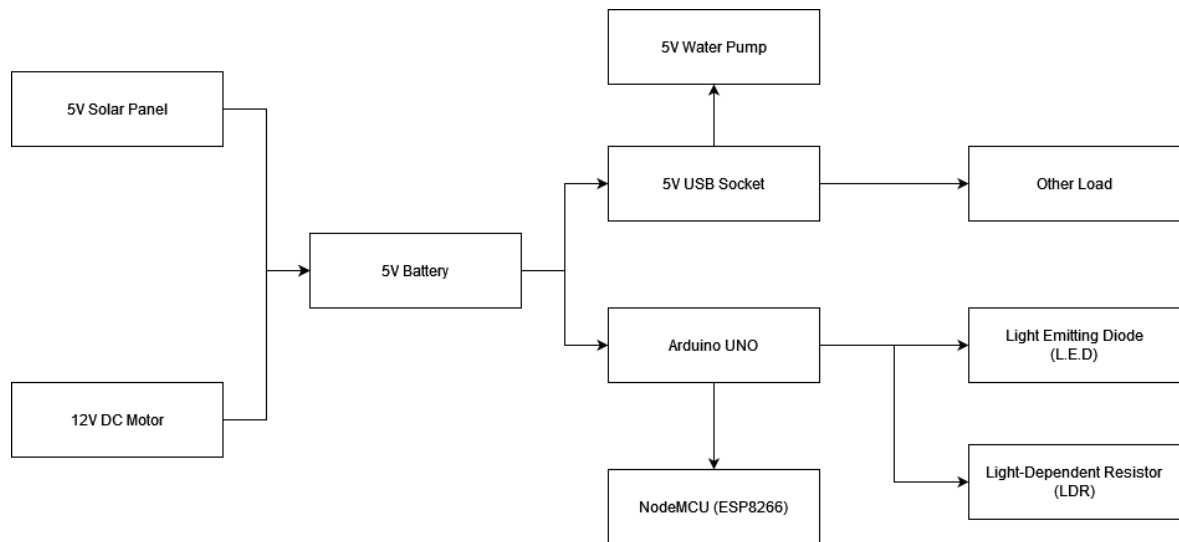 5V Water Pump
5V Solar Panel
5V USB Socket
Other Load
5V Battery
Arduino UNO
Light Emitting Diode
(L.E.D)
12V DC Motor
Light-Dependent Resistor
(LDR)
NodeMCU (ESP8266)